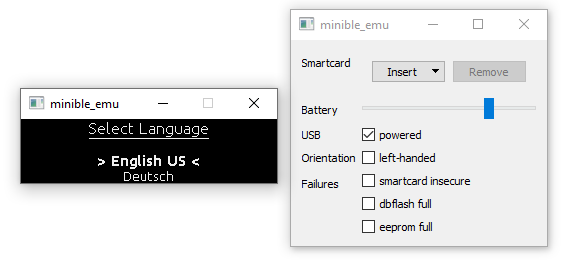 minible_emu
Select Language
> English US <
Deutsch
minible_emu
Smartcard
Insert
Remove
Battery
USB
powered
Orientation
left-handed
Failures
smartcard insecure
dbflash full
eeprom full